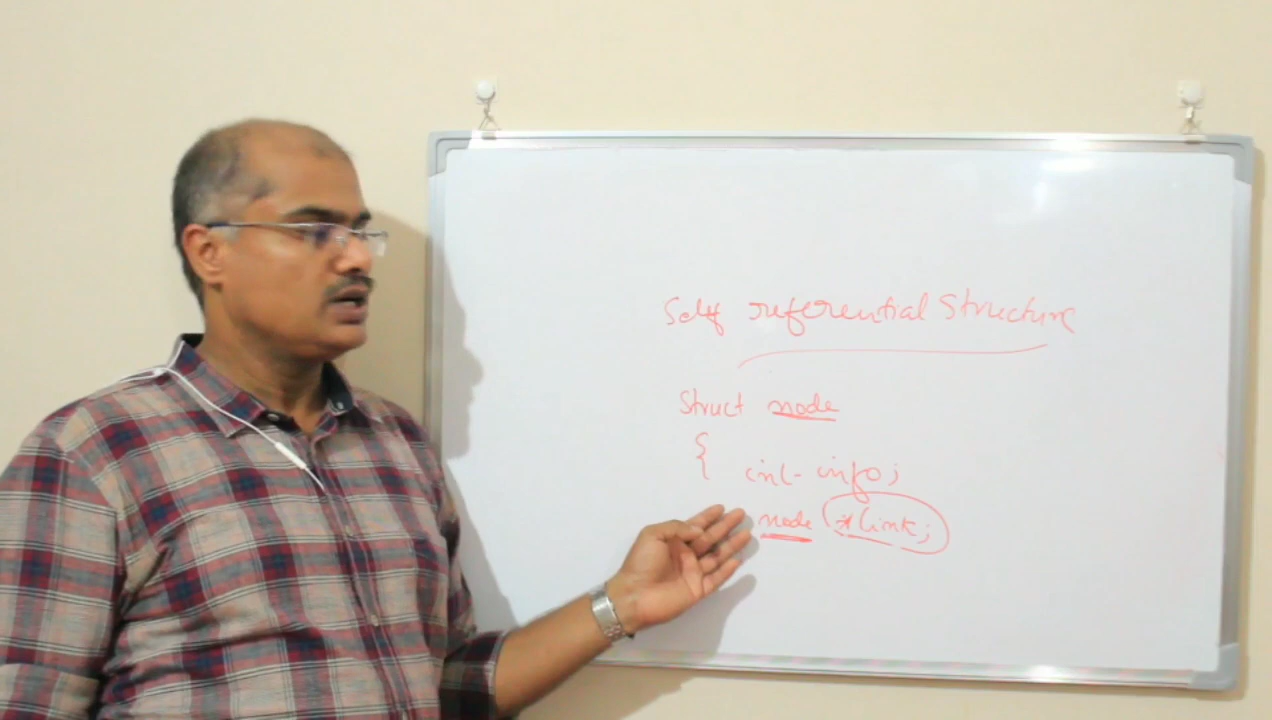 Self referential structure
Struct node
{
int info;
node *link;